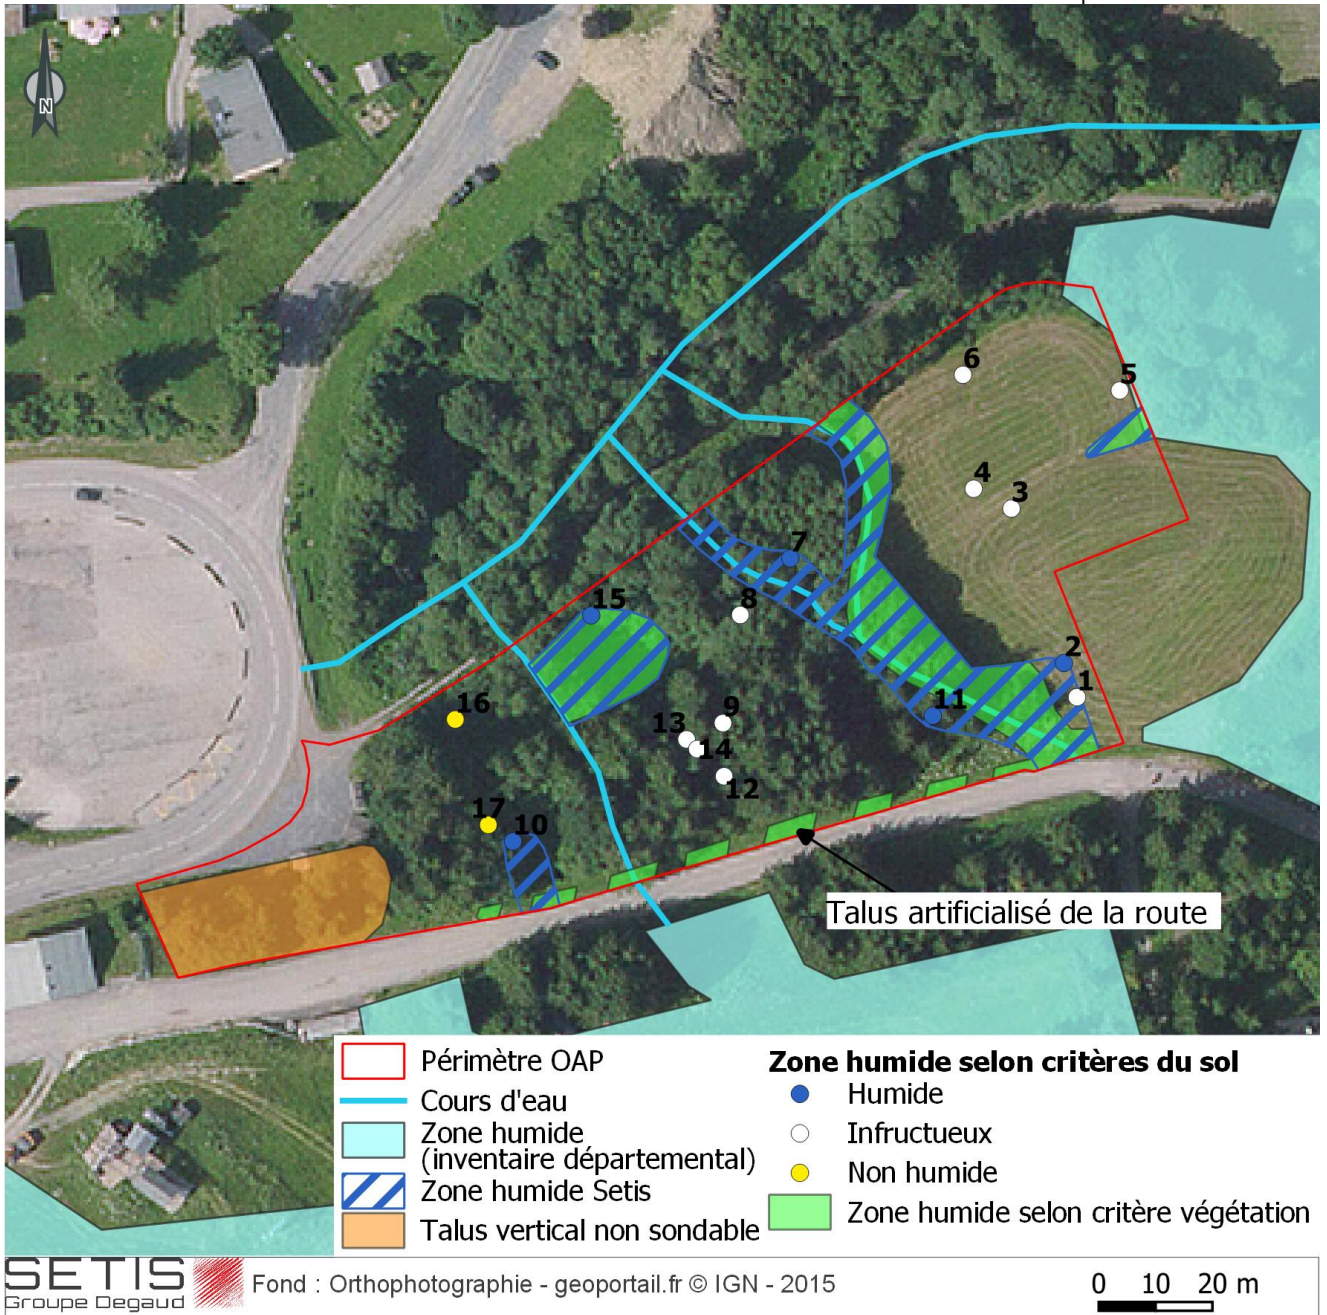 N
6
5
4
3
7
15
8
2
1
16
9
11
13
14
12
17
10
Talus artificialisé de la route
Périmètre OAP
Cours d'eau
Zone humide
(inventaire départemental)
Zone humide Setis
Talus vertical non sondable
Zone humide selon critères du sol
Humide
Infructueux
Non humide
Zone humide selon critère végétation
SETIS
Groupe Degaud
Fond : Orthophotographie - geoportail.fr © IGN - 2015
0 10 20 m